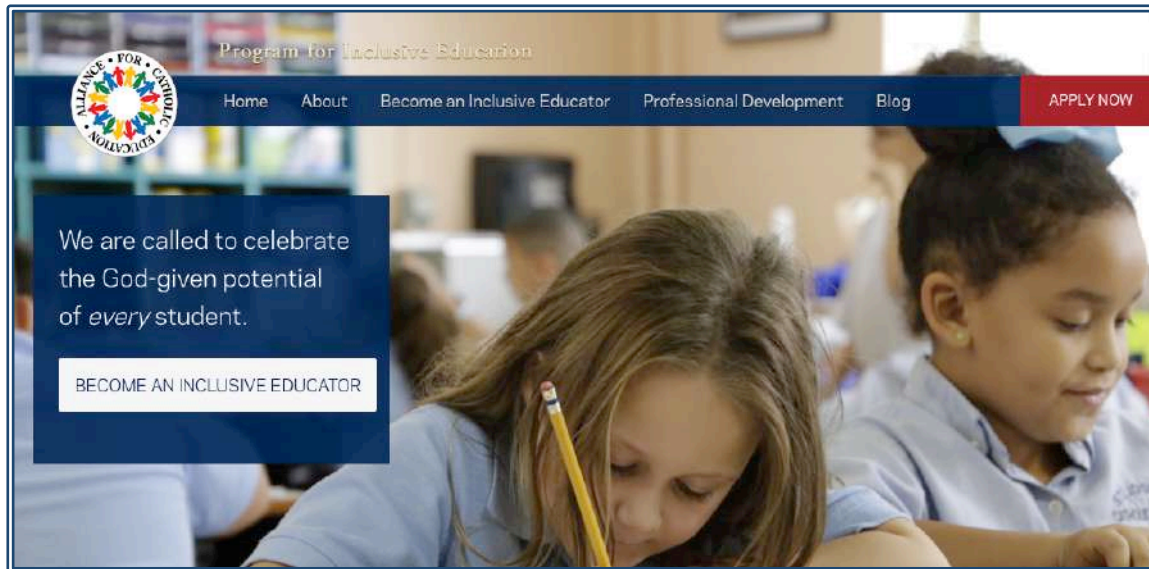 Program for Inclusive Education
ALLIANCE · FOR · CATHOLIC · EDUCATION ·
Home About Become an Inclusive Educator Professional Development Blog APPLY NOW
We are called to celebrate
the God-given potential
of every student.
BECOME AN INCLUSIVE EDUCATOR